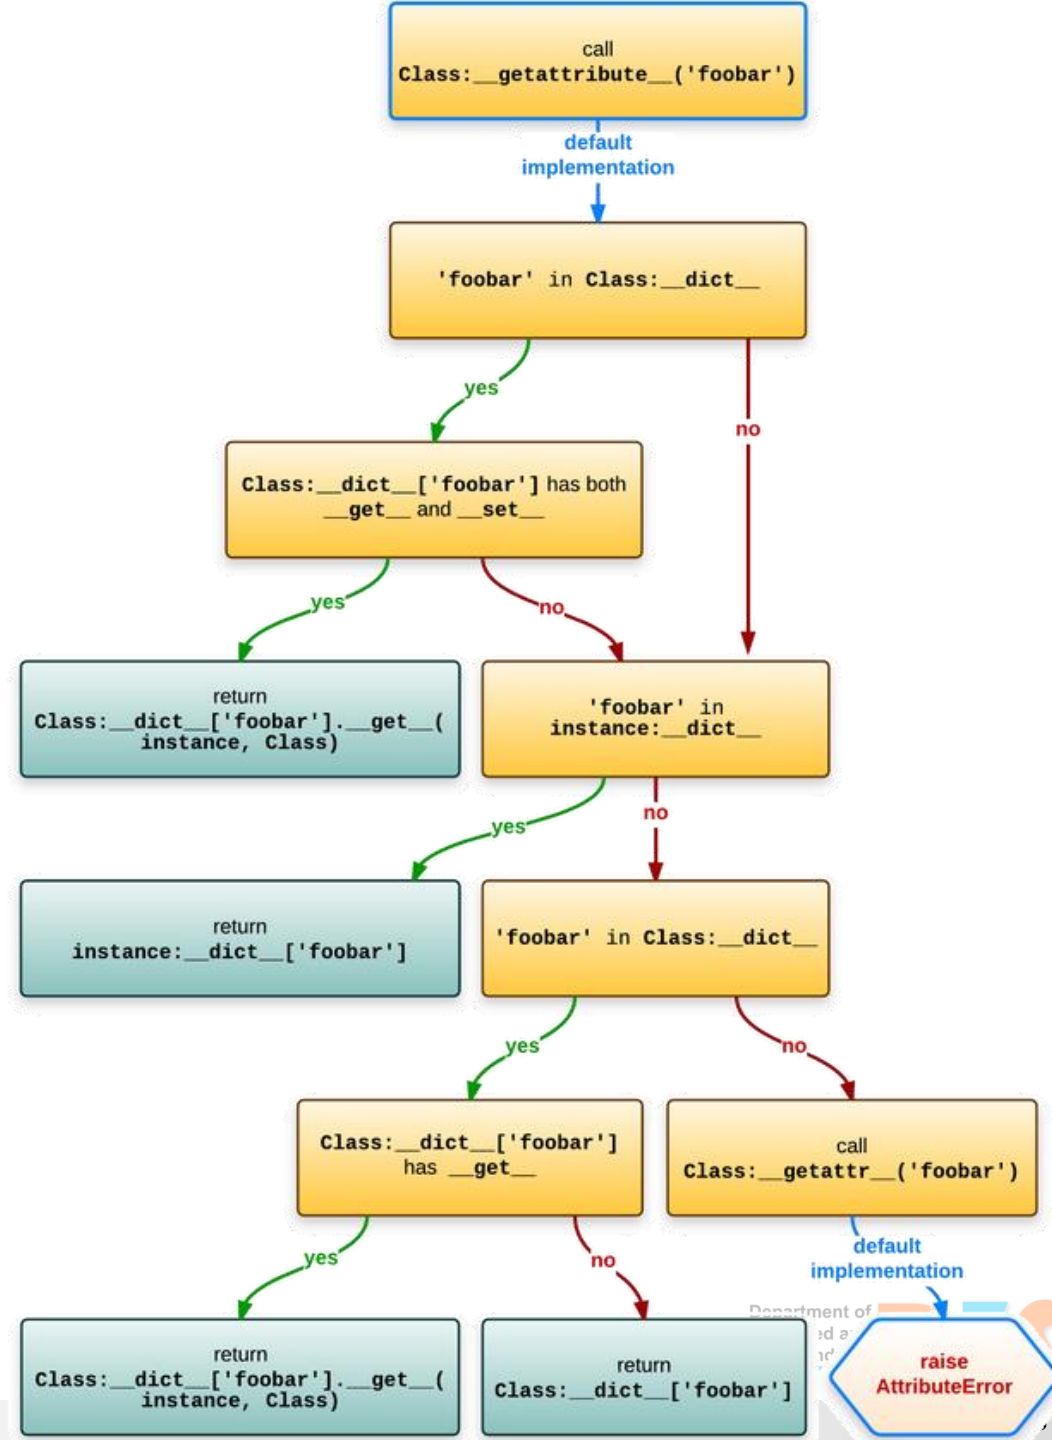 call
Class:__getattribute__('foobar')
default
implementation
'foobar' in Class:__dict__
yes
no
Class:__dict__['foobar'] has both
__get__ and __set__
yes
no
return
Class:__dict__['foobar'].__get__(
instance, Class)
'foobar' in
instance:__dict__
yes
no
return
instance:__dict__['foobar']
'foobar' in Class:__dict__
yes
no
Class:__dict__['foobar']
has __get__
call
Class:__getattr__('foobar')
yes
no
default
implementation
Department of
return
Class:__dict__['foobar'].__get__(
instance, Class)
return
Class:__dict__['foobar']
raise
AttributeError